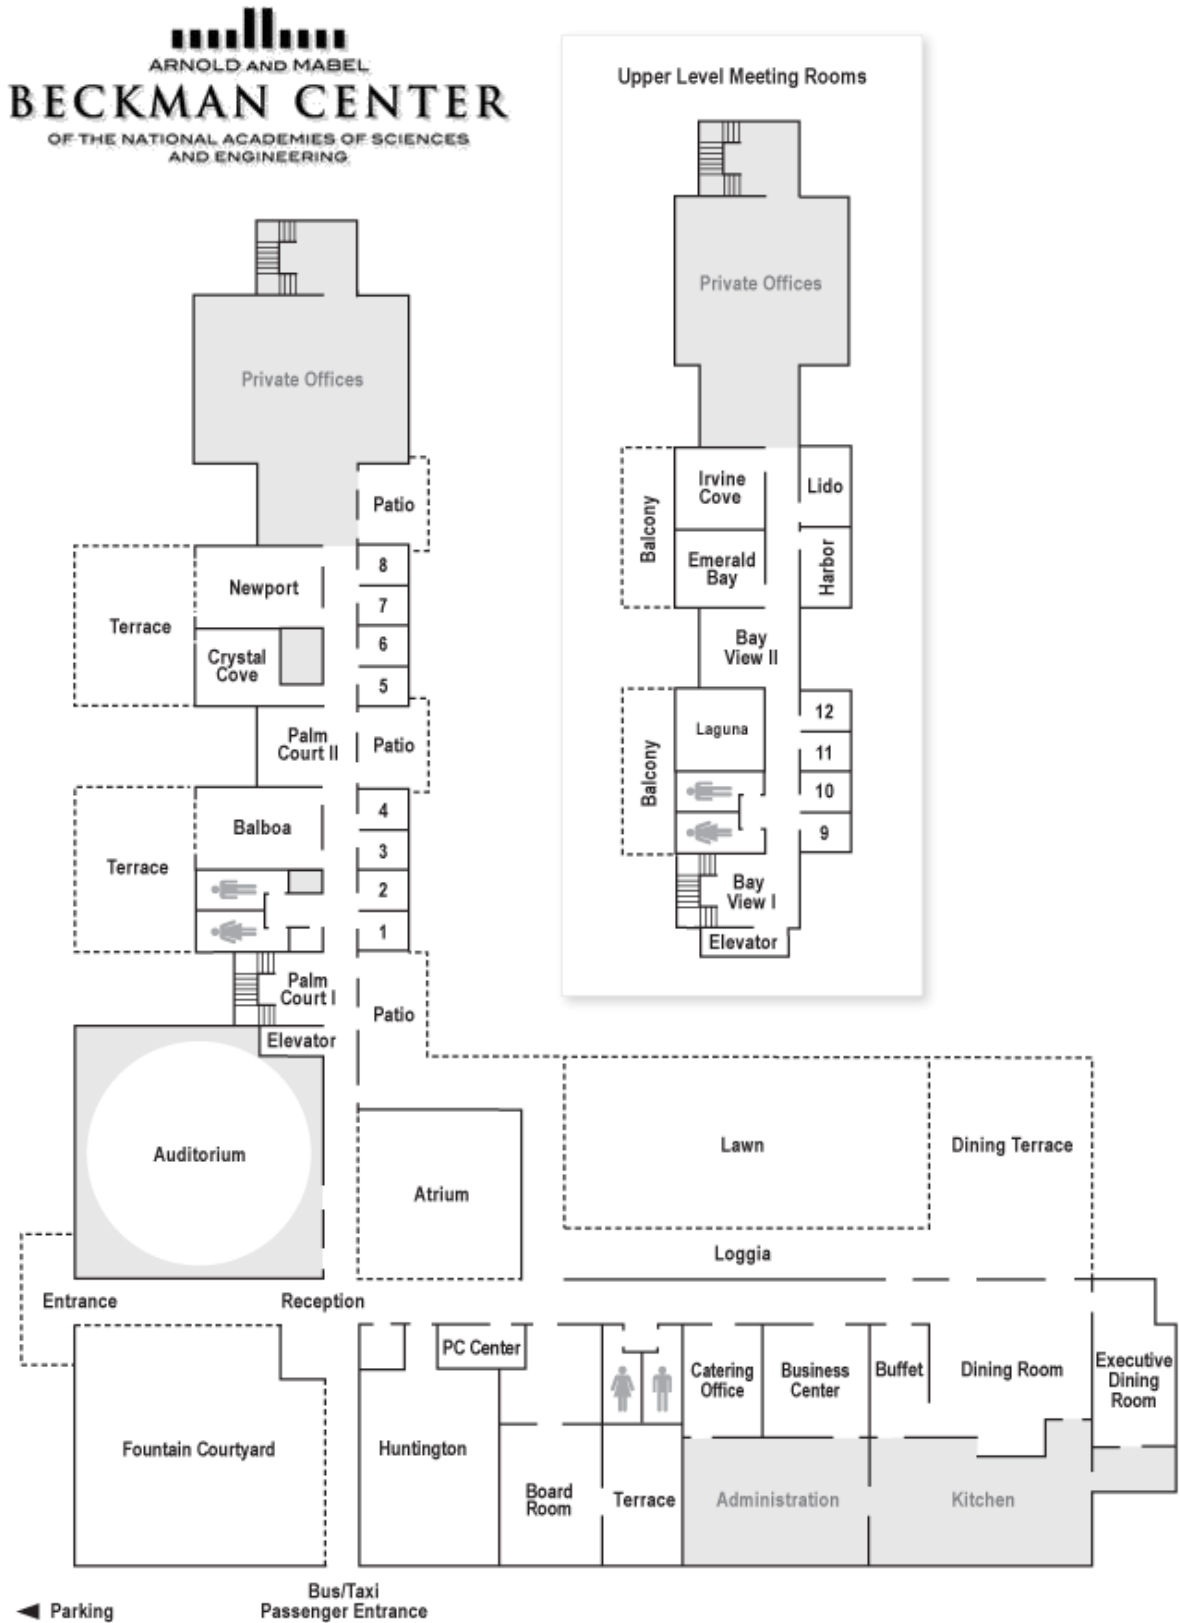 ARNOLD AND MABEL
BECKMAN CENTER
OF THE NATIONAL ACADEMIES OF SCIENCES
AND ENGINEERING
Upper Level Meeting Rooms
Private Offices
Irvine
Cove
Lido
Balcony
Emerald
Bay
Harbor
Bay
View II
Laguna
Balcony
12
11
10
9
Bay
View I
Elevator
Private Offices
Patio
Newport
Terrace
Crystal
Cove
8
7
6
5
Palm
Court II
Patio
Balboa
Terrace
4
3
2
1
Palm
Court I
Patio
Elevator
Auditorium
Atrium
Lawn
Dining Terrace
Loggia
Entrance
Reception
PC Center
Catering
Office
Business
Center
Buffet
Dining Room
Executive
Dining
Room
Fountain Courtyard
Huntington
Board
Room
Terrace
Administration
Kitchen
Bus/Taxi
Passenger Entrance
Parking